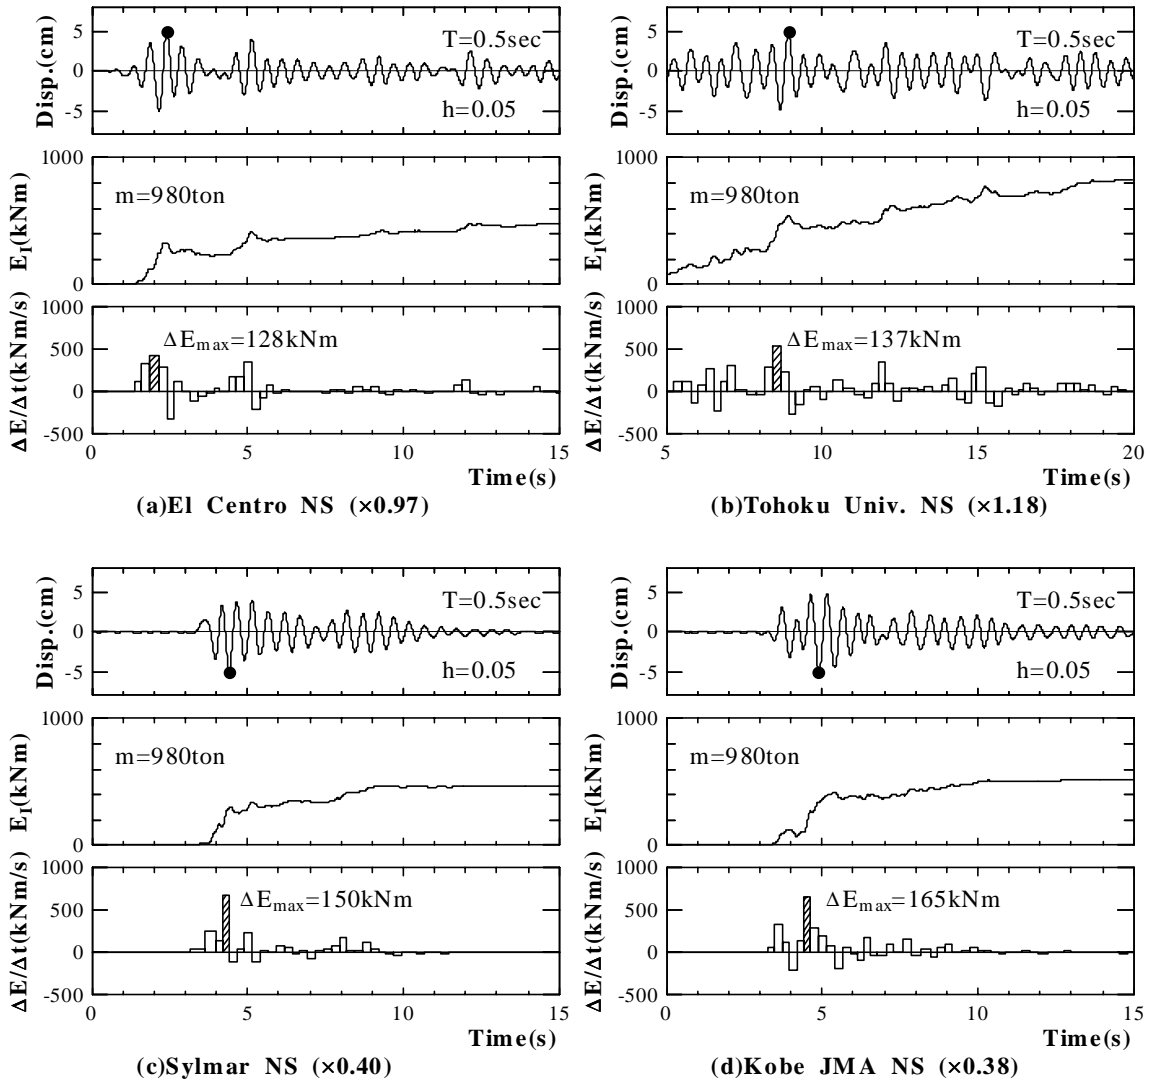 5
0
-5
Disp.(cm)
T=0.5sec
h=0.05
1000
0
E_I(kNm)
m=980ton
1000
500
0
-500
ΔE/Δt(kNm/s)
ΔEmax=128kNm
0 5 10 15
Time(s)
(a)El Centro NS (×0.97)
5
0
-5
Disp.(cm)
T=0.5sec
h=0.05
1000
0
E_I(kNm)
m=980ton
1000
500
0
-500
ΔE/Δt(kNm/s)
ΔEmax=137kNm
5 10 15 20
Time(s)
(b)Tohoku Univ. NS (×1.18)
5
0
-5
Disp.(cm)
T=0.5sec
h=0.05
1000
0
E_I(kNm)
m=980ton
1000
500
0
-500
ΔE/Δt(kNm/s)
ΔEmax=150kNm
0 5 10 15
Time(s)
(c)Sylmar NS (×0.40)
5
0
-5
Disp.(cm)
T=0.5sec
h=0.05
1000
0
E_I(kNm)
m=980ton
1000
500
0
-500
ΔE/Δt(kNm/s)
ΔEmax=165kNm
0 5 10 15
Time(s)
(d)Kobe JMA NS (×0.38)